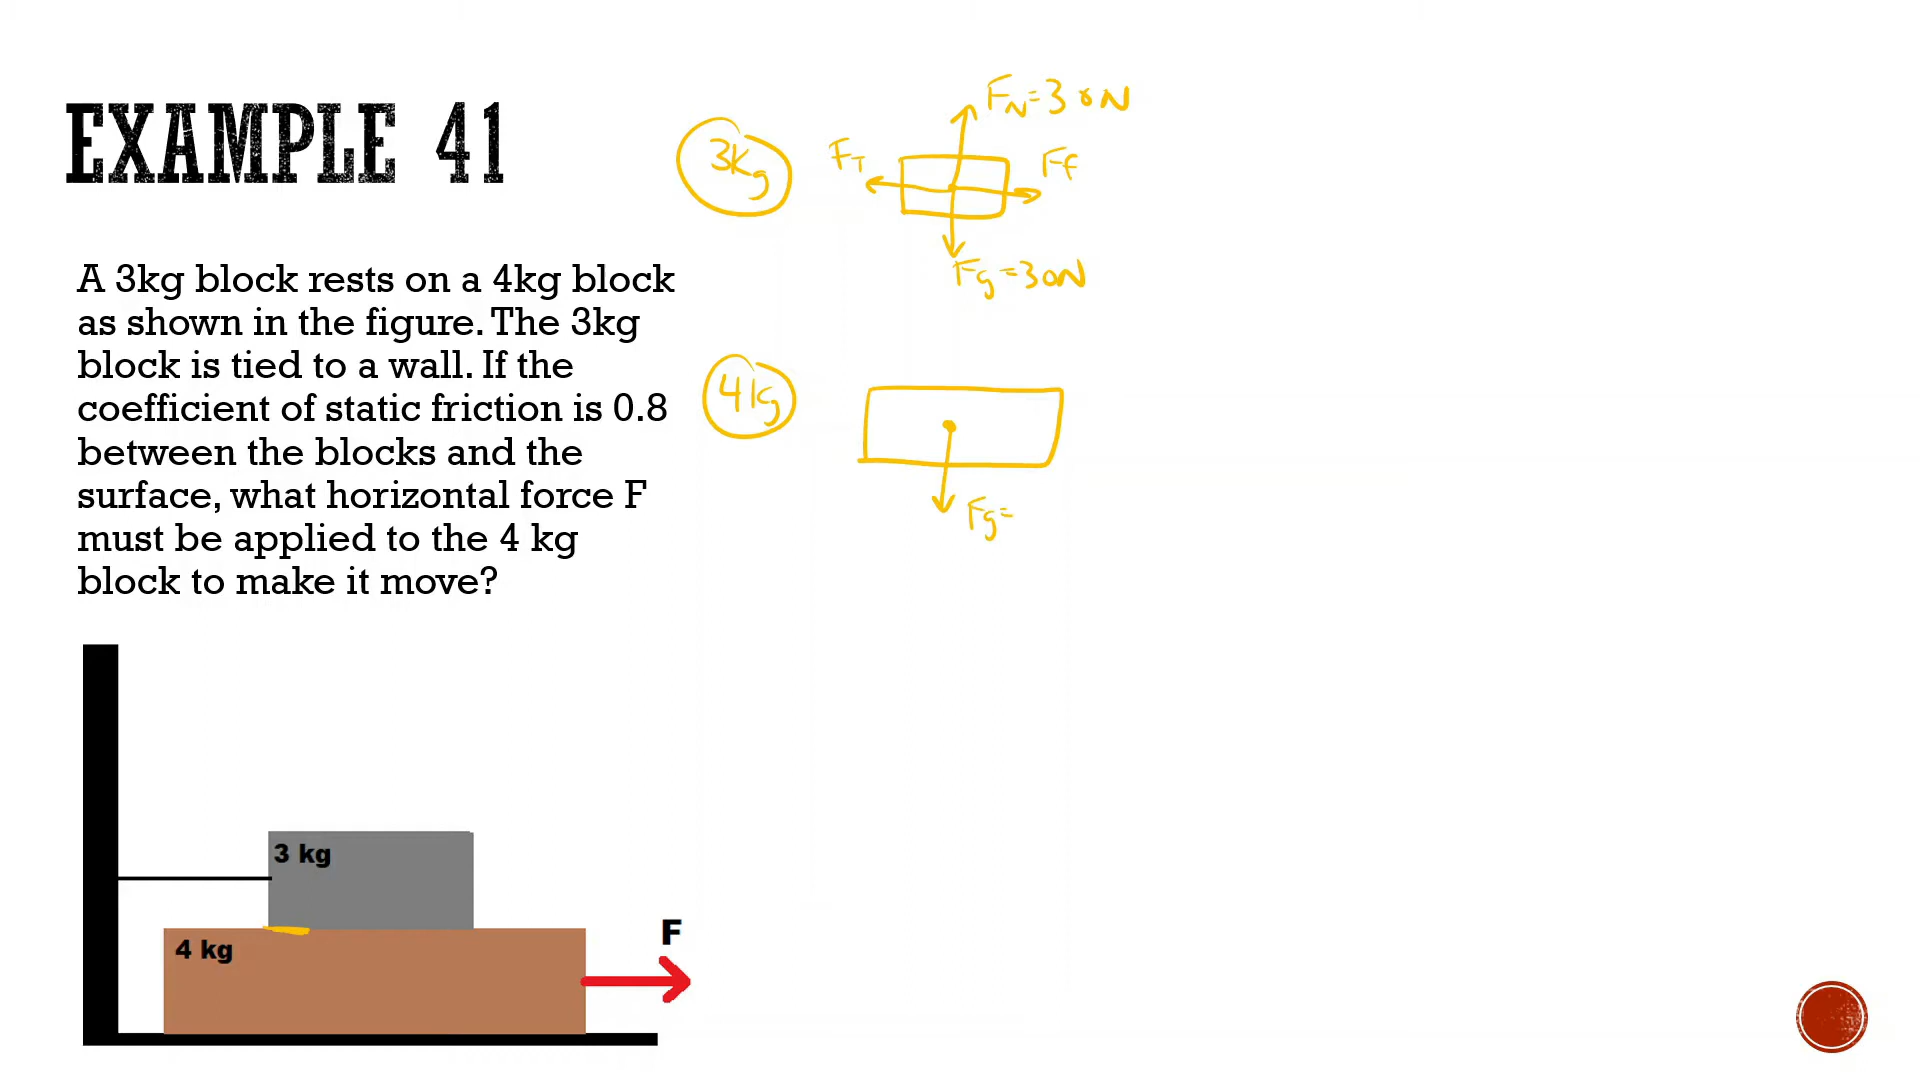 EXAMPLE 41
A 3kg block rests on a 4kg block
as shown in the figure. The 3kg
block is tied to a wall. If the
coefficient of static friction is 0.8
between the blocks and the
surface, what horizontal force F
must be applied to the 4 kg
block to make it move?
3 kg
4 kg
F
3kg
FN=30N
FT
Ff
Fg=30N
4kg
Fg=